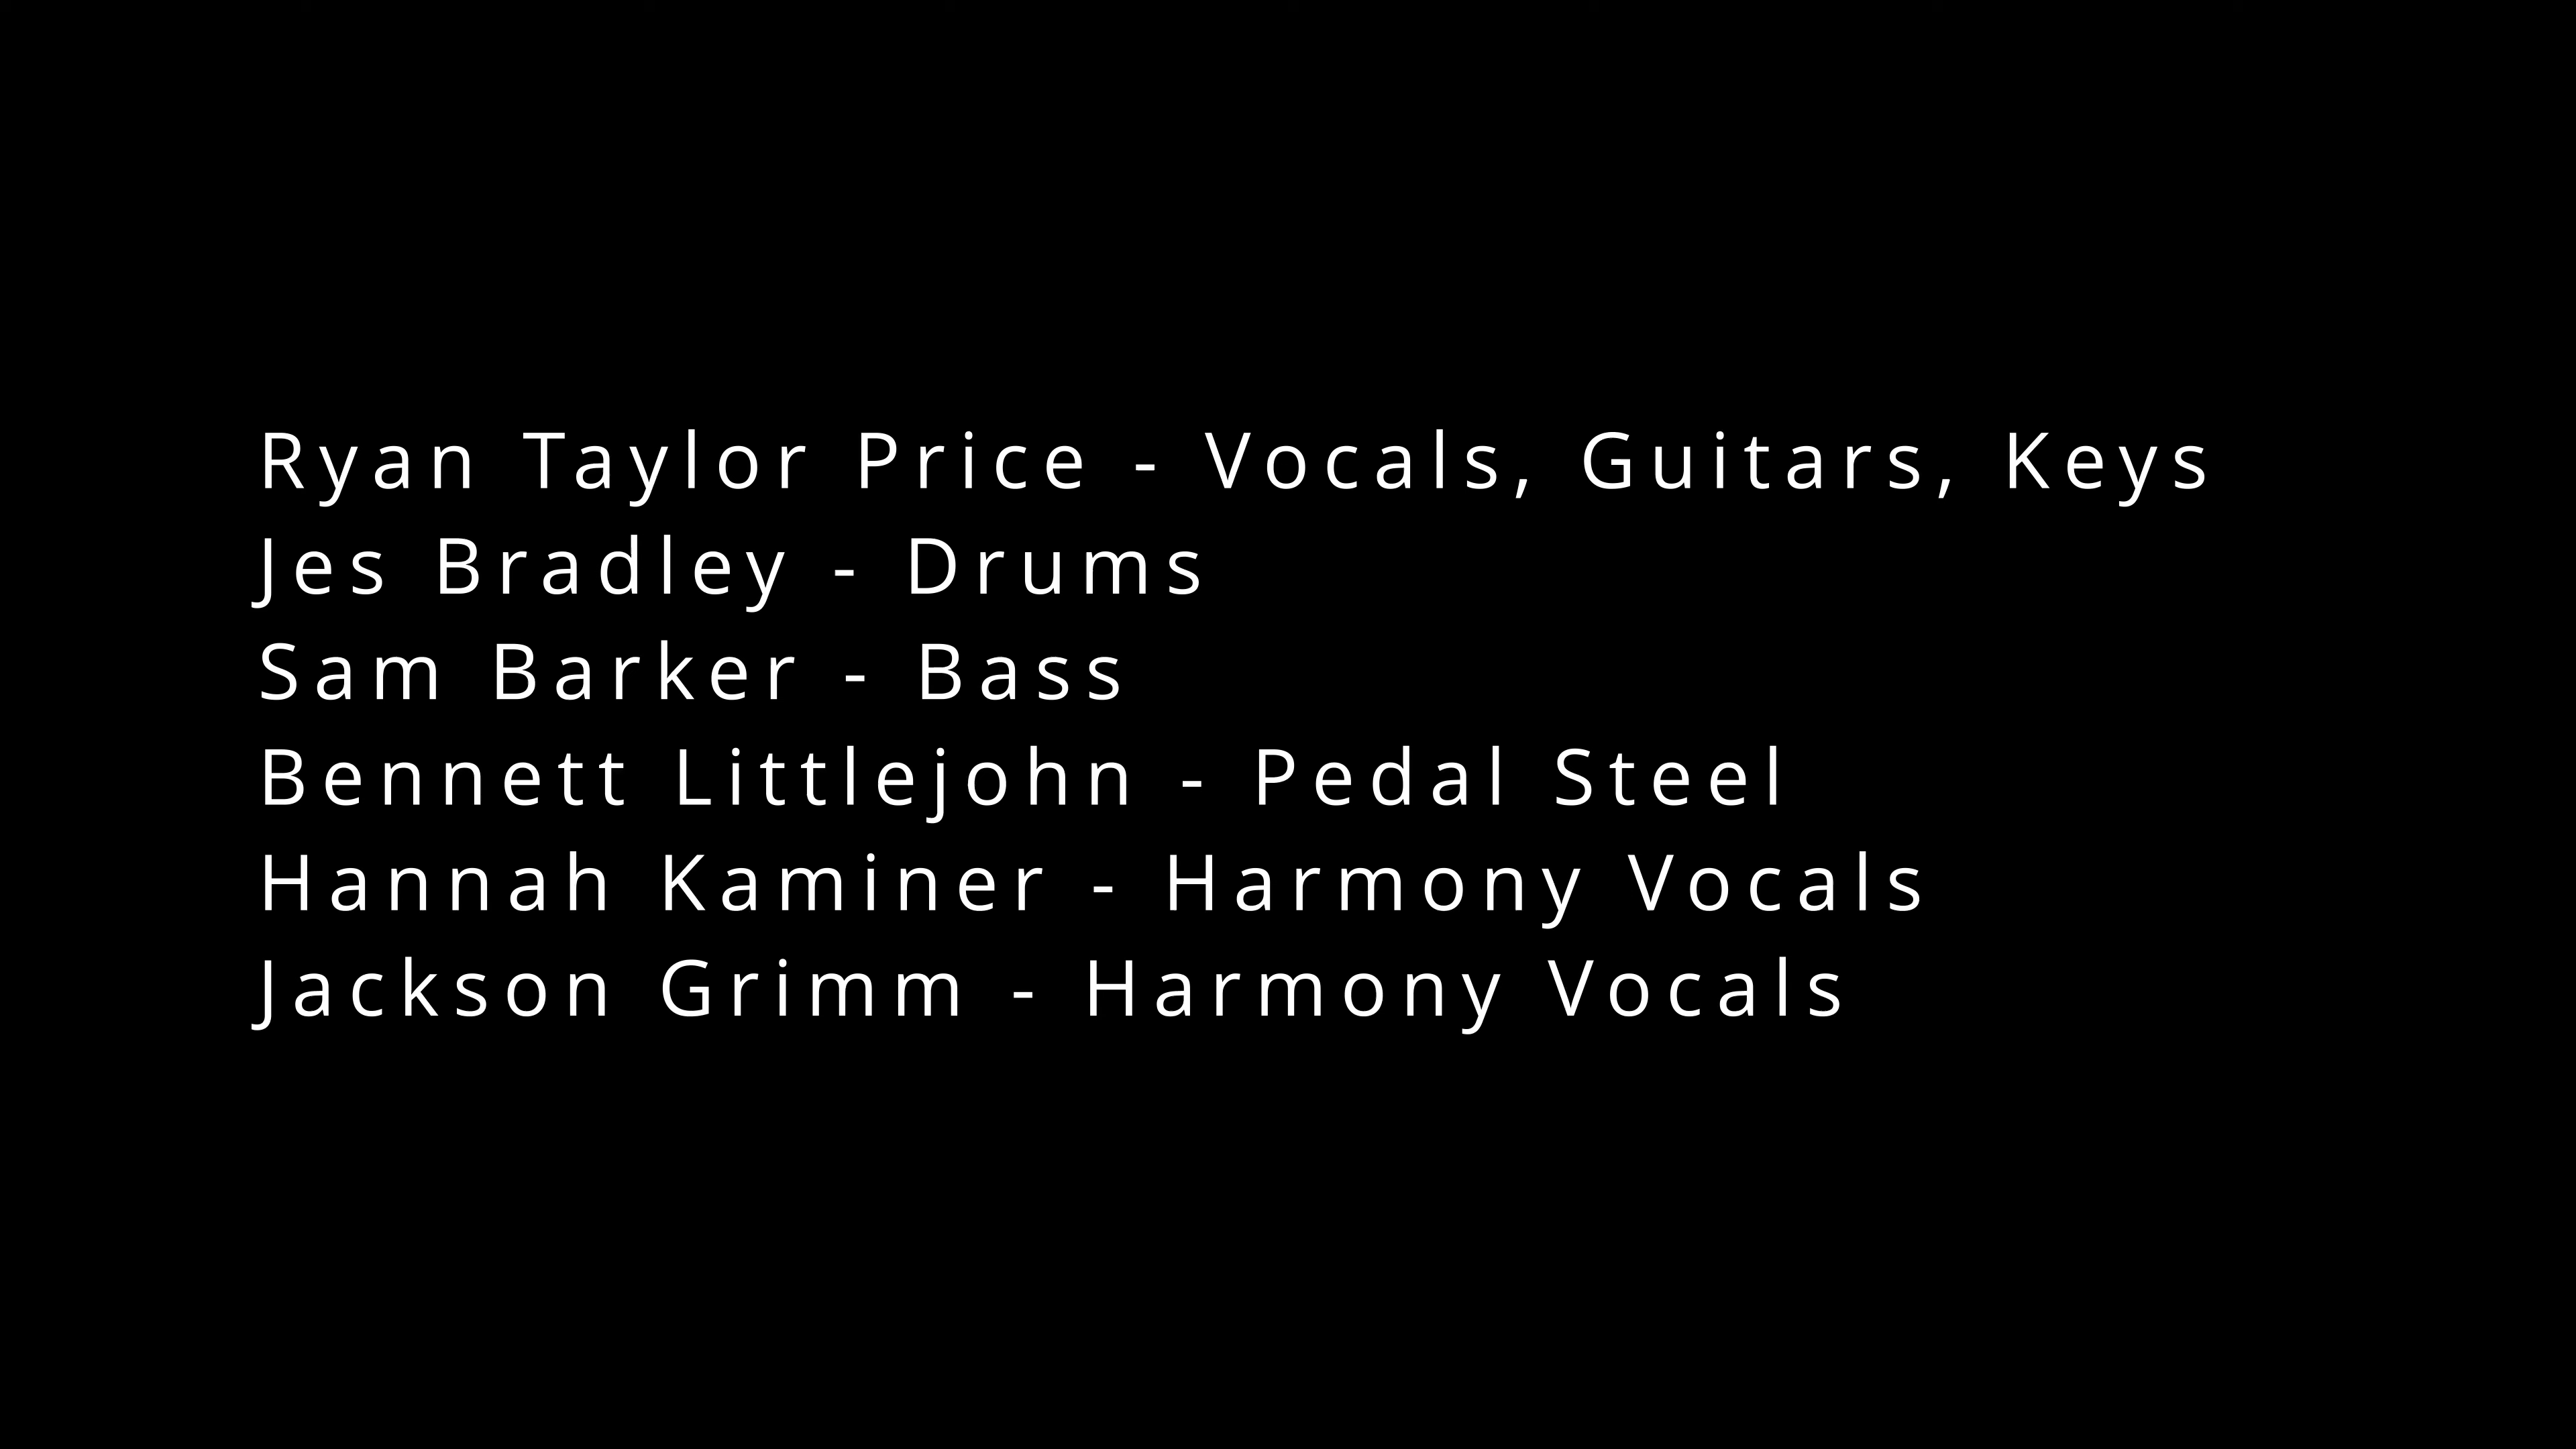 Ryan Taylor Price - Vocals, Guitars, Keys
Jes Bradley - Drums
Sam Barker - Bass
Bennett Littlejohn - Pedal Steel
Hannah Kaminer - Harmony Vocals
Jackson Grimm - Harmony Vocals